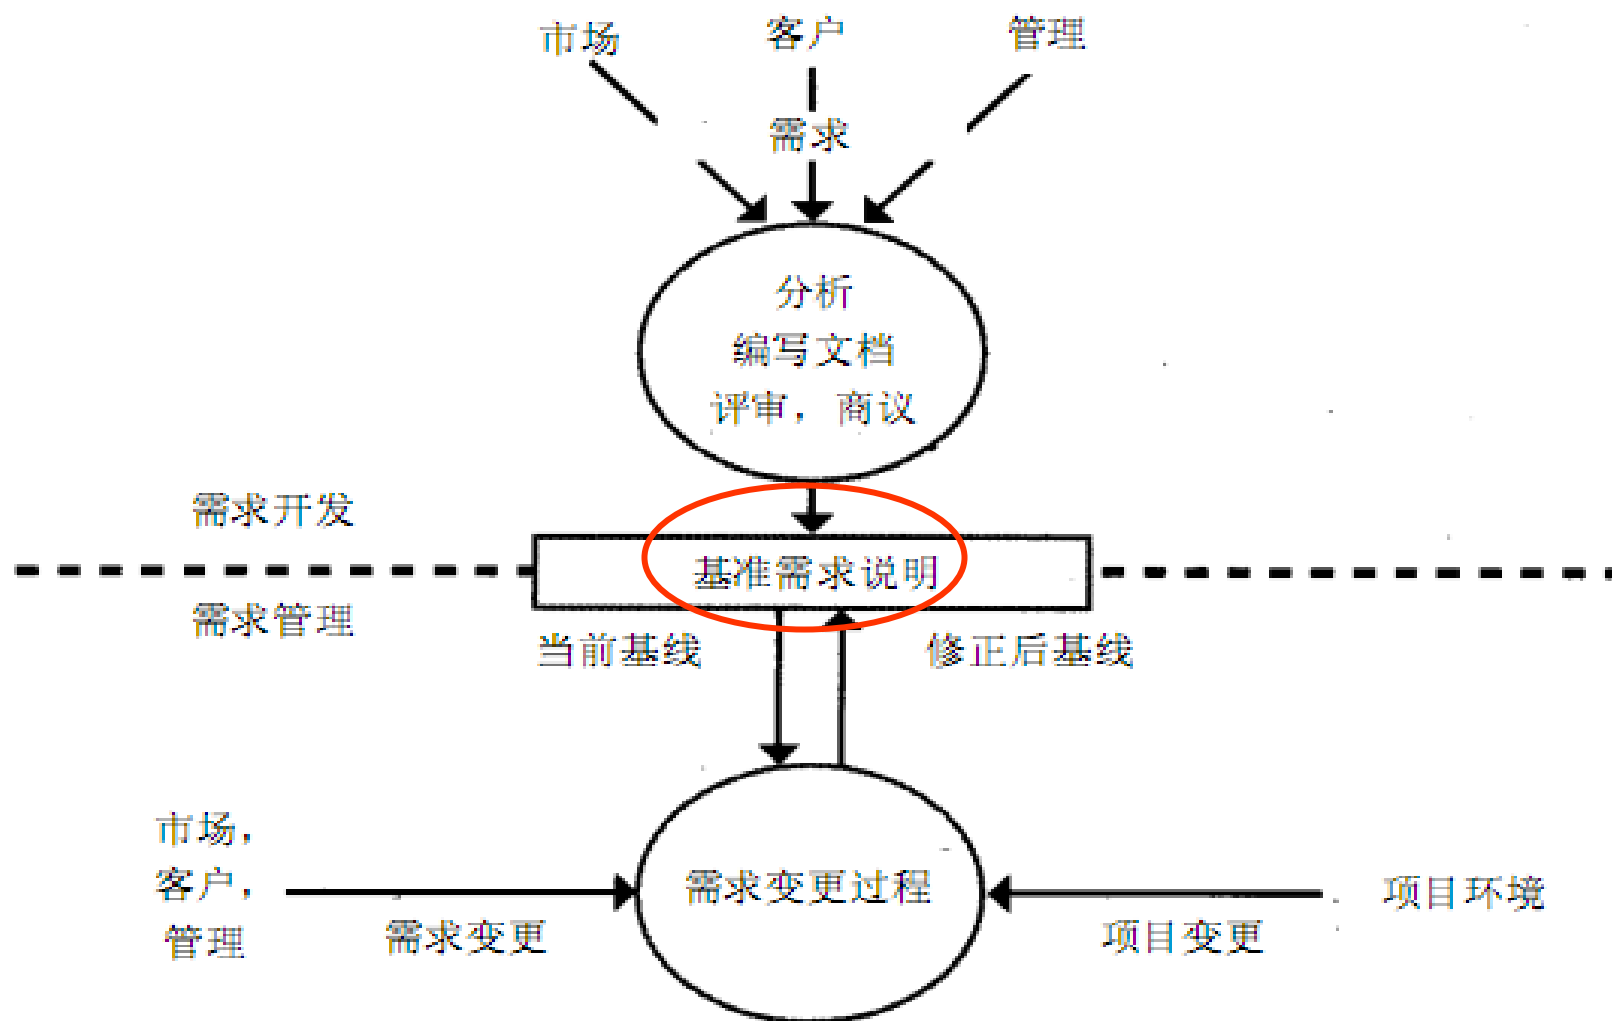 市场
客户
管理
需求
分析
编写文档
评审，商议
需求开发
基准需求说明
需求管理
当前基线
修正后基线
市场，
客户，
管理
需求变更
需求变更过程
项目变更
项目环境